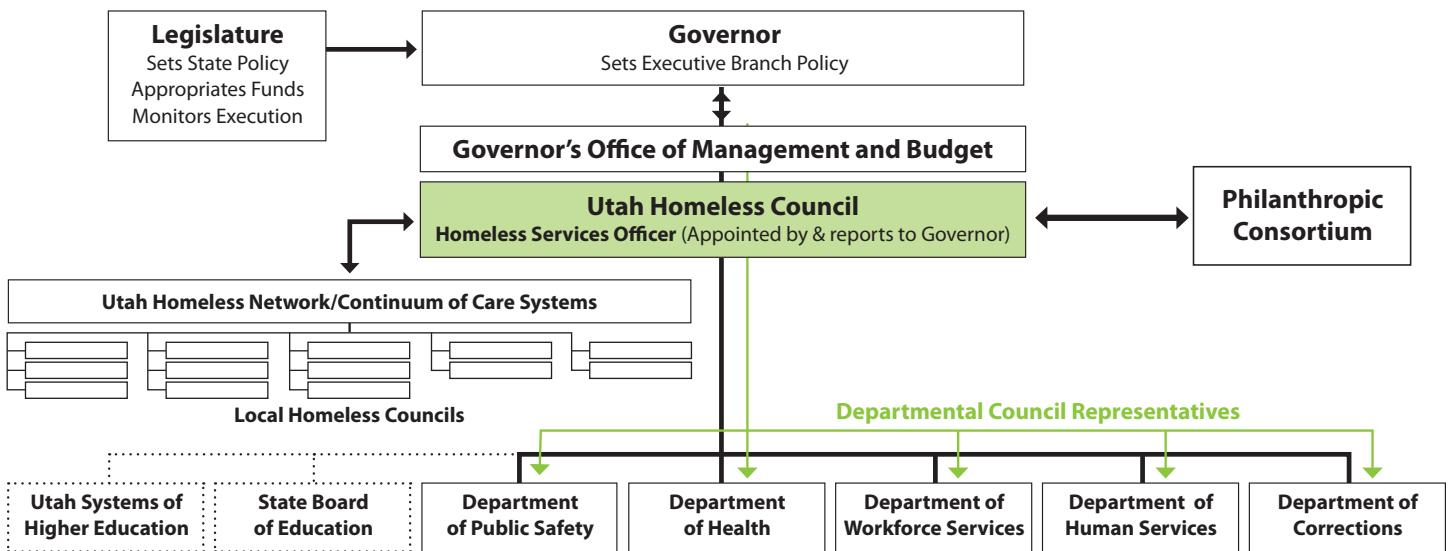 Legislature
Sets State Policy
Appropriates Funds
Monitors Execution
Governor
Sets Executive Branch Policy
Governor’s Office of Management and Budget
Utah Homeless Council
Homeless Services Officer (Appointed by & reports to Governor)
Philanthropic
Consortium
Utah Homeless Network/Continuum of Care Systems
Local Homeless Councils
Departmental Council Representatives
Utah Systems of
Higher Education
State Board
of Education
Department
of Public Safety
Department
of Health
Department of
Workforce Services
Department of
Human Services
Department of
Corrections